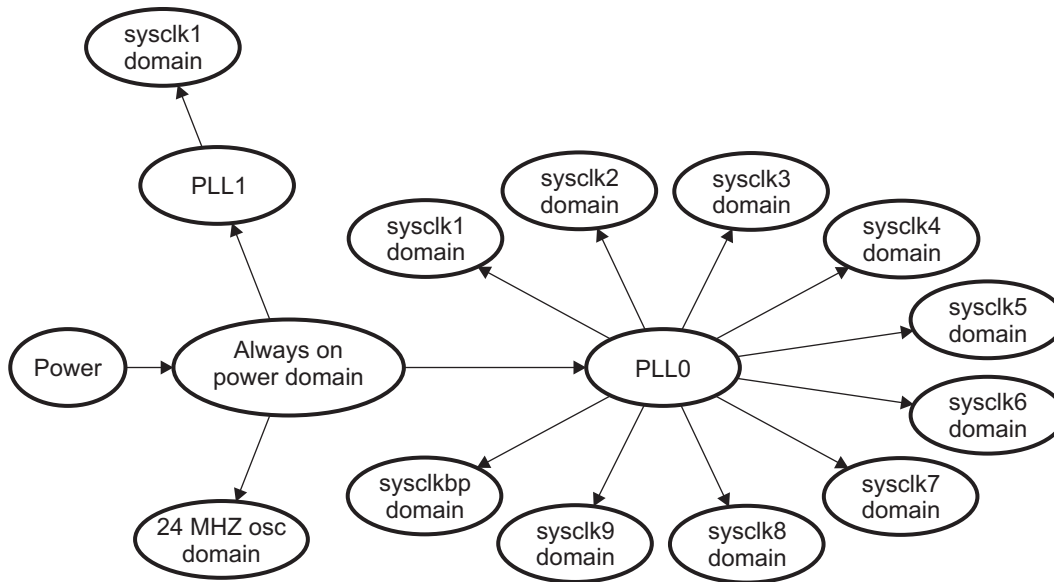 sysclk1
domain
PLL1
sysclk2
domain
sysclk3
domain
sysclk1
domain
sysclk4
domain
sysclk5
domain
Power
Always on
power domain
PLL0
sysclk6
domain
sysclkbp
domain
sysclk7
domain
24 MHZ osc
domain
sysclk9
domain
sysclk8
domain